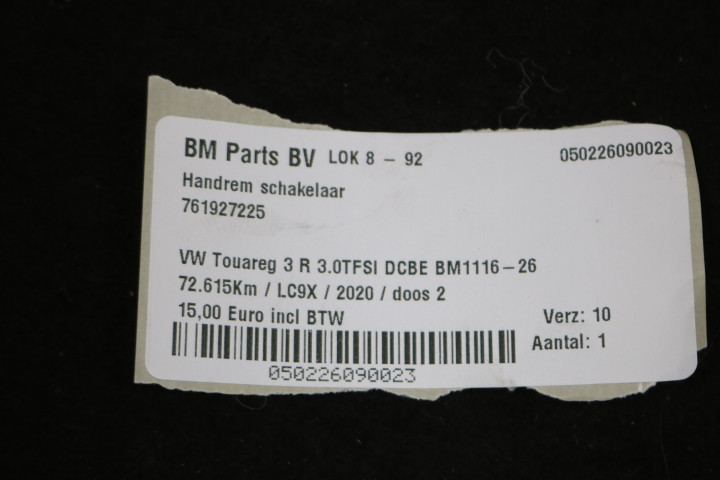 BM Parts BV LOK 8 - 92 050226090023
Handrem schakelaar
761927225
VW Touareg 3 R 3.0TFSI DCBE BM1116-26
72.615Km / LC9X / 2020 / doos 2
15,00 Euro incl BTW Verz: 10
Aantal: 1
050226090023